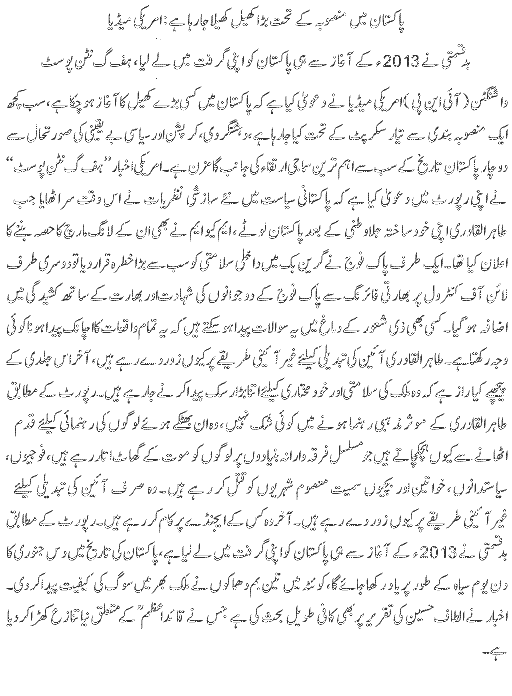 پاکستان میں منصوبہ کے تحت بڑا کھیل کھیلا جا رہا ہے: امریکی میڈیا
بدقسمتی نے 2013ء کے آغاز سے ہی پاکستان کو اپنی گرفت میں لے لیا، ہف گٹن پوسٹ
واشنگٹن (آئی این پی) امریکی میڈیا نے دعویٰ کیا ہے کہ پاکستان میں کسی بڑے کھیل کا آغاز ہو چکا ہے، سب کچھ
ایک منصوبہ بندی سے تیار سکرپٹ کے تحت کیا جا رہا ہے، دہشتگردی، کرپشن اور سیاسی بے یقینی کی صورتحال سے
دوچار پاکستان تاریخ کے سب سے اہم ترین سماجی ارتقاء کی جانب گامزن ہے۔ امریکی اخبار ”ہف گٹن پوسٹ“
نے اپنی رپورٹ میں دعویٰ کیا ہے کہ پاکستانی سیاست میں نئے سازشی نظریات نے اس وقت سر اٹھایا جب
طاہر القادری اپنی خود ساختہ جلاوطنی کے بعد پاکستان لوٹے، ایم کیو ایم نے بھی ان کے لانگ مارچ کا حصہ بننے کا
اعلان کیا تھا۔ ایک طرف پاک فوج نے گرین بک میں داخلی سلامتی کو سب سے بڑا خطرہ قرار دیا تو دوسری طرف
لائن آف کنٹرول پر بھارتی فائرنگ سے پاک فوج کے دو جوانوں کی شہادت اور بھارت کے ساتھ کشیدگی میں
اضافہ ہو گیا۔ کسی بھی ذی شعور کے دماغ میں یہ سوالات پیدا ہو سکتے ہیں کہ یہ تمام واقعات کا اچانک پیدا ہونا کوئی
وجہ رکھتا ہے۔ طاہر القادری آئین کی تبدیلی کیلئے غیر آئینی طریقے پر کیوں زور دے رہے ہیں، آخر اس جلدی کے
پیچھے کیا راز ہے کہ وہ ملک کی سلامتی اور خود مختاری کیلئے اتنا بڑا سرکل پیدا کرنے جا رہے ہیں۔ رپورٹ کے مطابق
طاہر القادری کے موثر مذہبی رہنما ہونے میں کوئی شک نہیں، وہ ان بھٹکے ہوئے لوگوں کی رہنمائی کیلئے قدم
اٹھانے سے کیوں ہچکچاتے ہیں جو مسلسل فرقہ وارانہ بنیادوں پر لوگوں کو موت کے گھاٹ اتار رہے ہیں، فوجیوں،
سیاستدانوں، خواتین اور بچوں سمیت معصوم شہریوں کو قتل کر رہے ہیں۔ وہ صرف آئین کی تبدیلی کیلئے
غیر آئینی طریقے پر کیوں زور دے رہے ہیں۔ آخر وہ کس کے ایجنڈے پر کام کر رہے ہیں۔ رپورٹ کے مطابق
بدقسمتی نے 2013ء کے آغاز سے ہی پاکستان کو اپنی گرفت میں لے لیا ہے، پاکستان کی تاریخ میں دس جنوری کا
دن یوم سیاہ کے طور پر یاد رکھا جائے گا، کوئٹہ میں تین بم دھماکوں نے ملک بھر میں سوگ کی کیفیت پیدا کر دی۔
اخبار نے الطاف حسین کی تقریر پر بھی کافی طویل بحث کی ہے جس نے قائداعظمؒ کے متعلق نیا تنازع کھڑا کر دیا
ہے۔